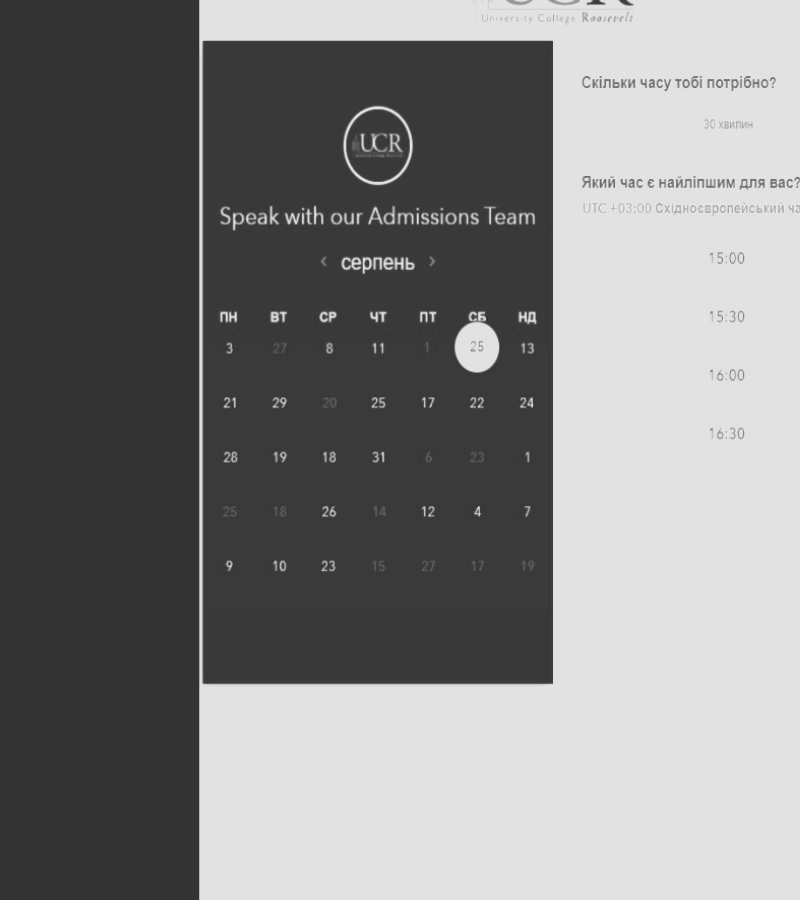 UCR
University College Roosevelt
UCR
Speak with our Admissions Team
< серпень >
ПН ВТ СР ЧТ ПТ СБ НД
3 27 8 11 1 25 13
21 29 20 25 17 22 24
28 19 18 31 6 23 1
25 18 26 14 12 4 7
9 10 23 15 27 17 19
Скільки часу тобі потрібно?
30 хвилин
Який час є найліпшим для вас?
UTC +03:00 Східноєвропейський ча
15:00
15:30
16:00
16:30